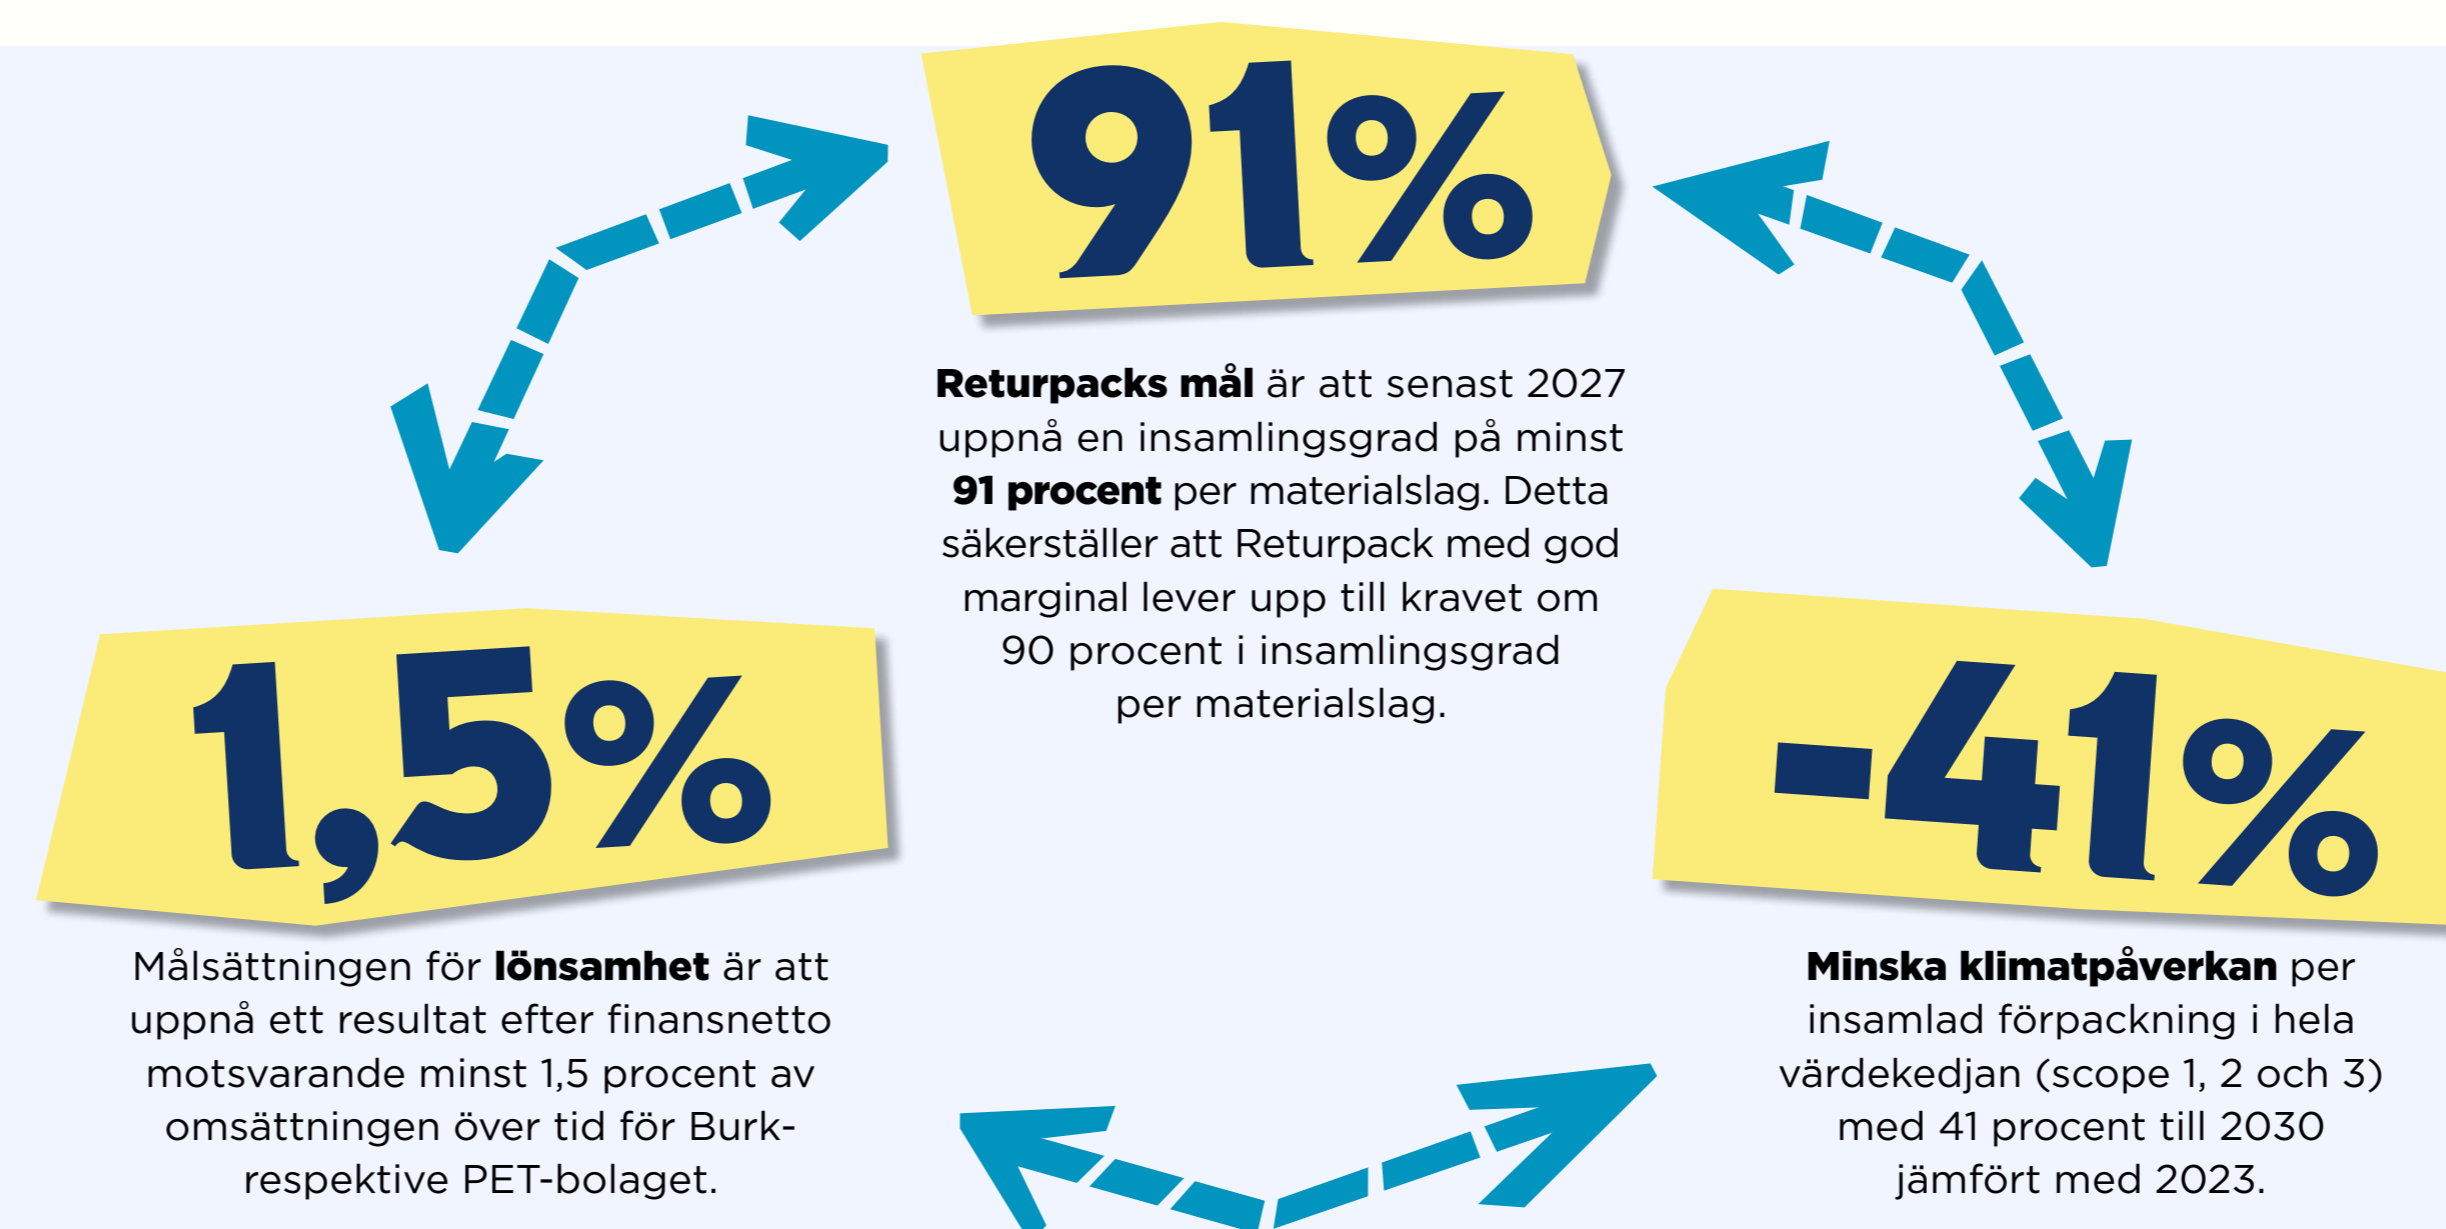 91%
Returpacks mål är att senast 2027
uppnå en insamlingsgrad på minst
91 procent per materialslag. Detta
säkerställer att Returpack med god
marginal lever upp till kravet om
90 procent i insamlingsgrad
per materialslag.
1,5%
Målsättningen för lönsamhet är att
uppnå ett resultat efter finansnetto
motsvarande minst 1,5 procent av
omsättningen över tid för Burk-
respektive PET-bolaget.
-41%
Minska klimatpåverkan per
insamlad förpackning i hela
värdekedjan (scope 1, 2 och 3)
med 41 procent till 2030
jämfört med 2023.